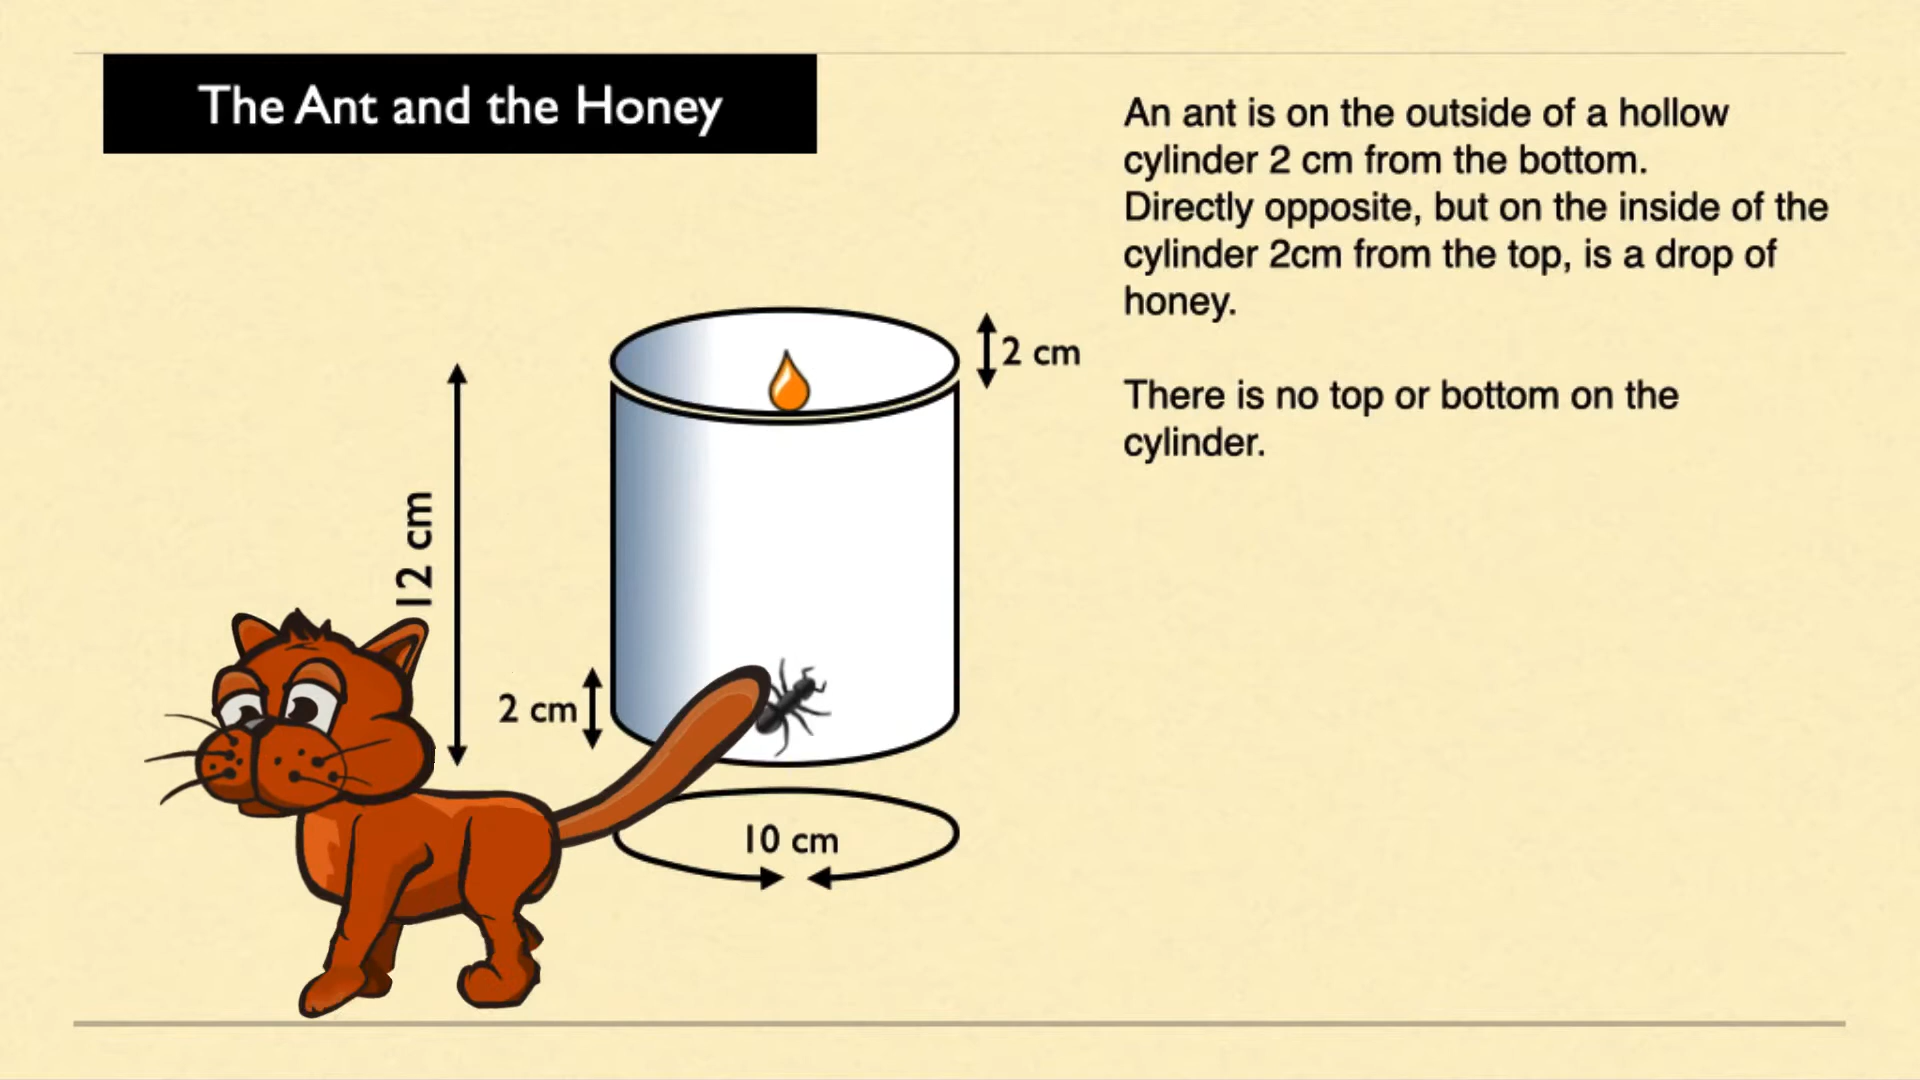 The Ant and the Honey
An ant is on the outside of a hollow
cylinder 2 cm from the bottom.
Directly opposite, but on the inside of the
cylinder 2cm from the top, is a drop of
honey.
There is no top or bottom on the
cylinder.
2 cm
12 cm
2 cm
10 cm